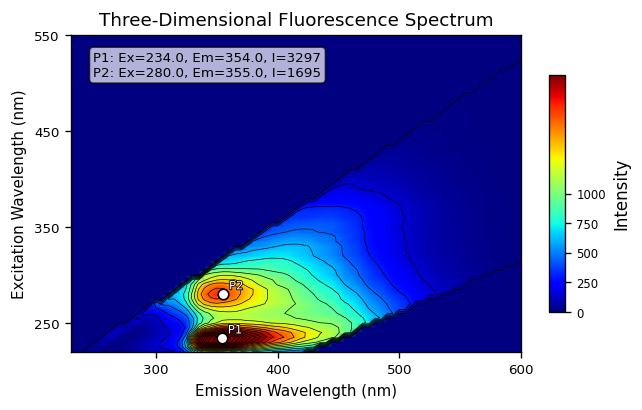 Three-Dimensional Fluorescence Spectrum
P1: Ex=234.0, Em=354.0, I=3297
P2: Ex=280.0, Em=355.0, I=1695
550
450
350
250
Excitation Wavelength (nm)
P2
P1
300
400
500
600
Emission Wavelength (nm)
1000
750
500
250
0
Intensity